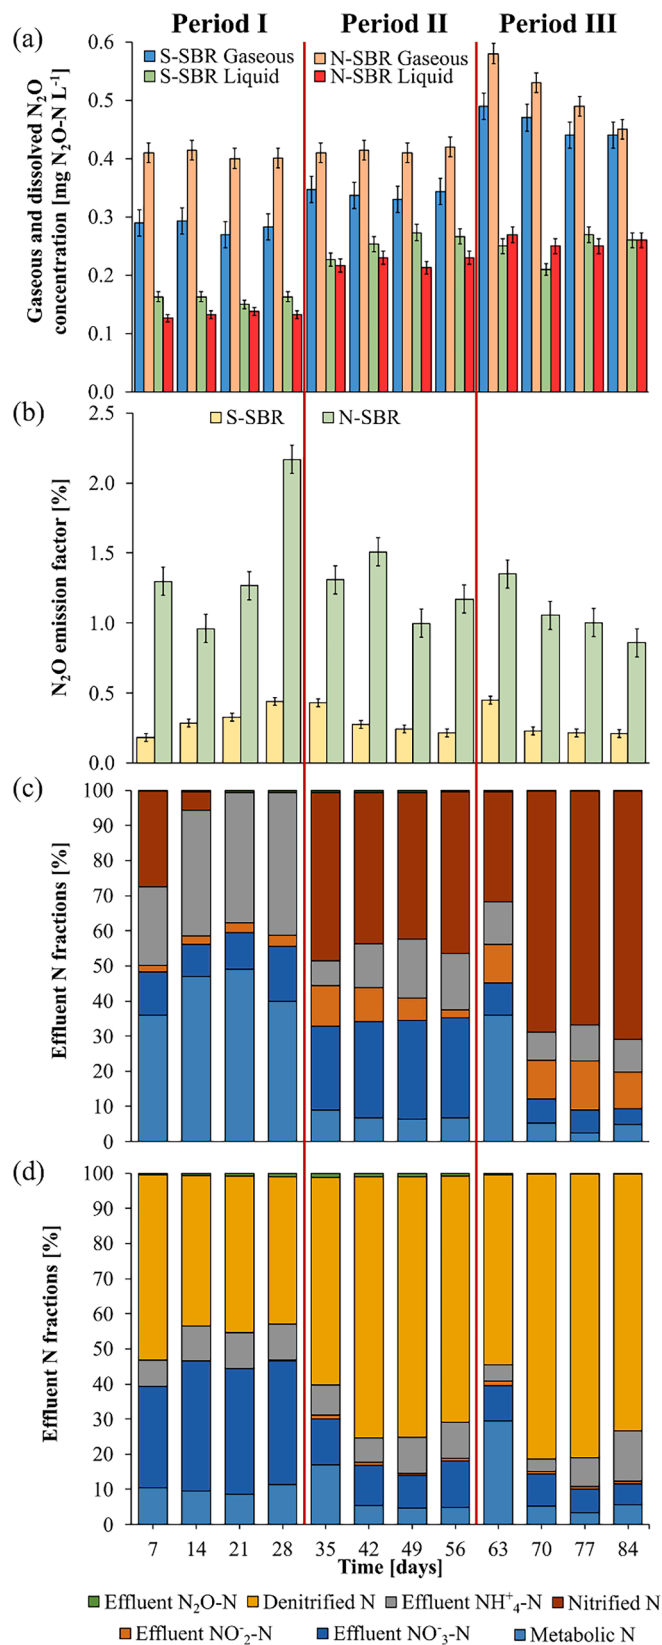 Period I Period II Period III
(a)
S-SBR Gaseous N-SBR Gaseous
S-SBR Liquid N-SBR Liquid
Gaseous and dissolved N₂O
concentration [mg N₂O-N L⁻¹]
0.6
0.5
0.4
0.3
0.2
0.1
0.0
(b)
S-SBR N-SBR
N₂O emission factor [%]
2.5
2.0
1.5
1.0
0.5
0.0
(c)
Effluent N fractions [%]
100
90
80
70
60
50
40
30
20
10
0
(d)
Effluent N fractions [%]
100
90
80
70
60
50
40
30
20
10
0
7 14 21 28 35 42 49 56 63 70 77 84
Time [days]
Effluent N₂O-N Denitrified N Effluent NH⁺₄-N Nitrified N
Effluent NO⁻₂-N Effluent NO⁻₃-N Metabolic N